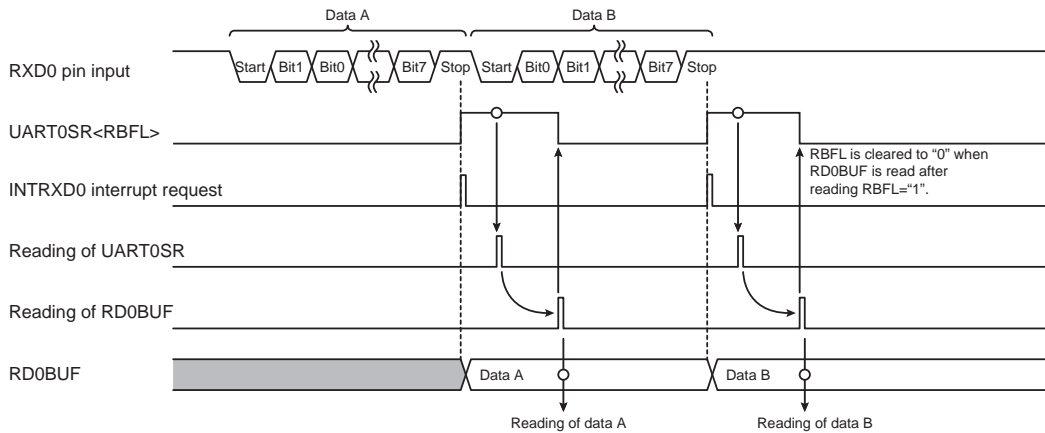 Data A
Data B
RXD0 pin input
Start Bit1 Bit0 Bit7 Stop Start Bit0 Bit1 Bit7 Stop
UART0SR<RBFL>
RBFL is cleared to “0” when
RD0BUF is read after
reading RBFL=“1”.
INTRXD0 interrupt request
Reading of UART0SR
Reading of RD0BUF
RD0BUF
Data A
Data B
Reading of data A
Reading of data B